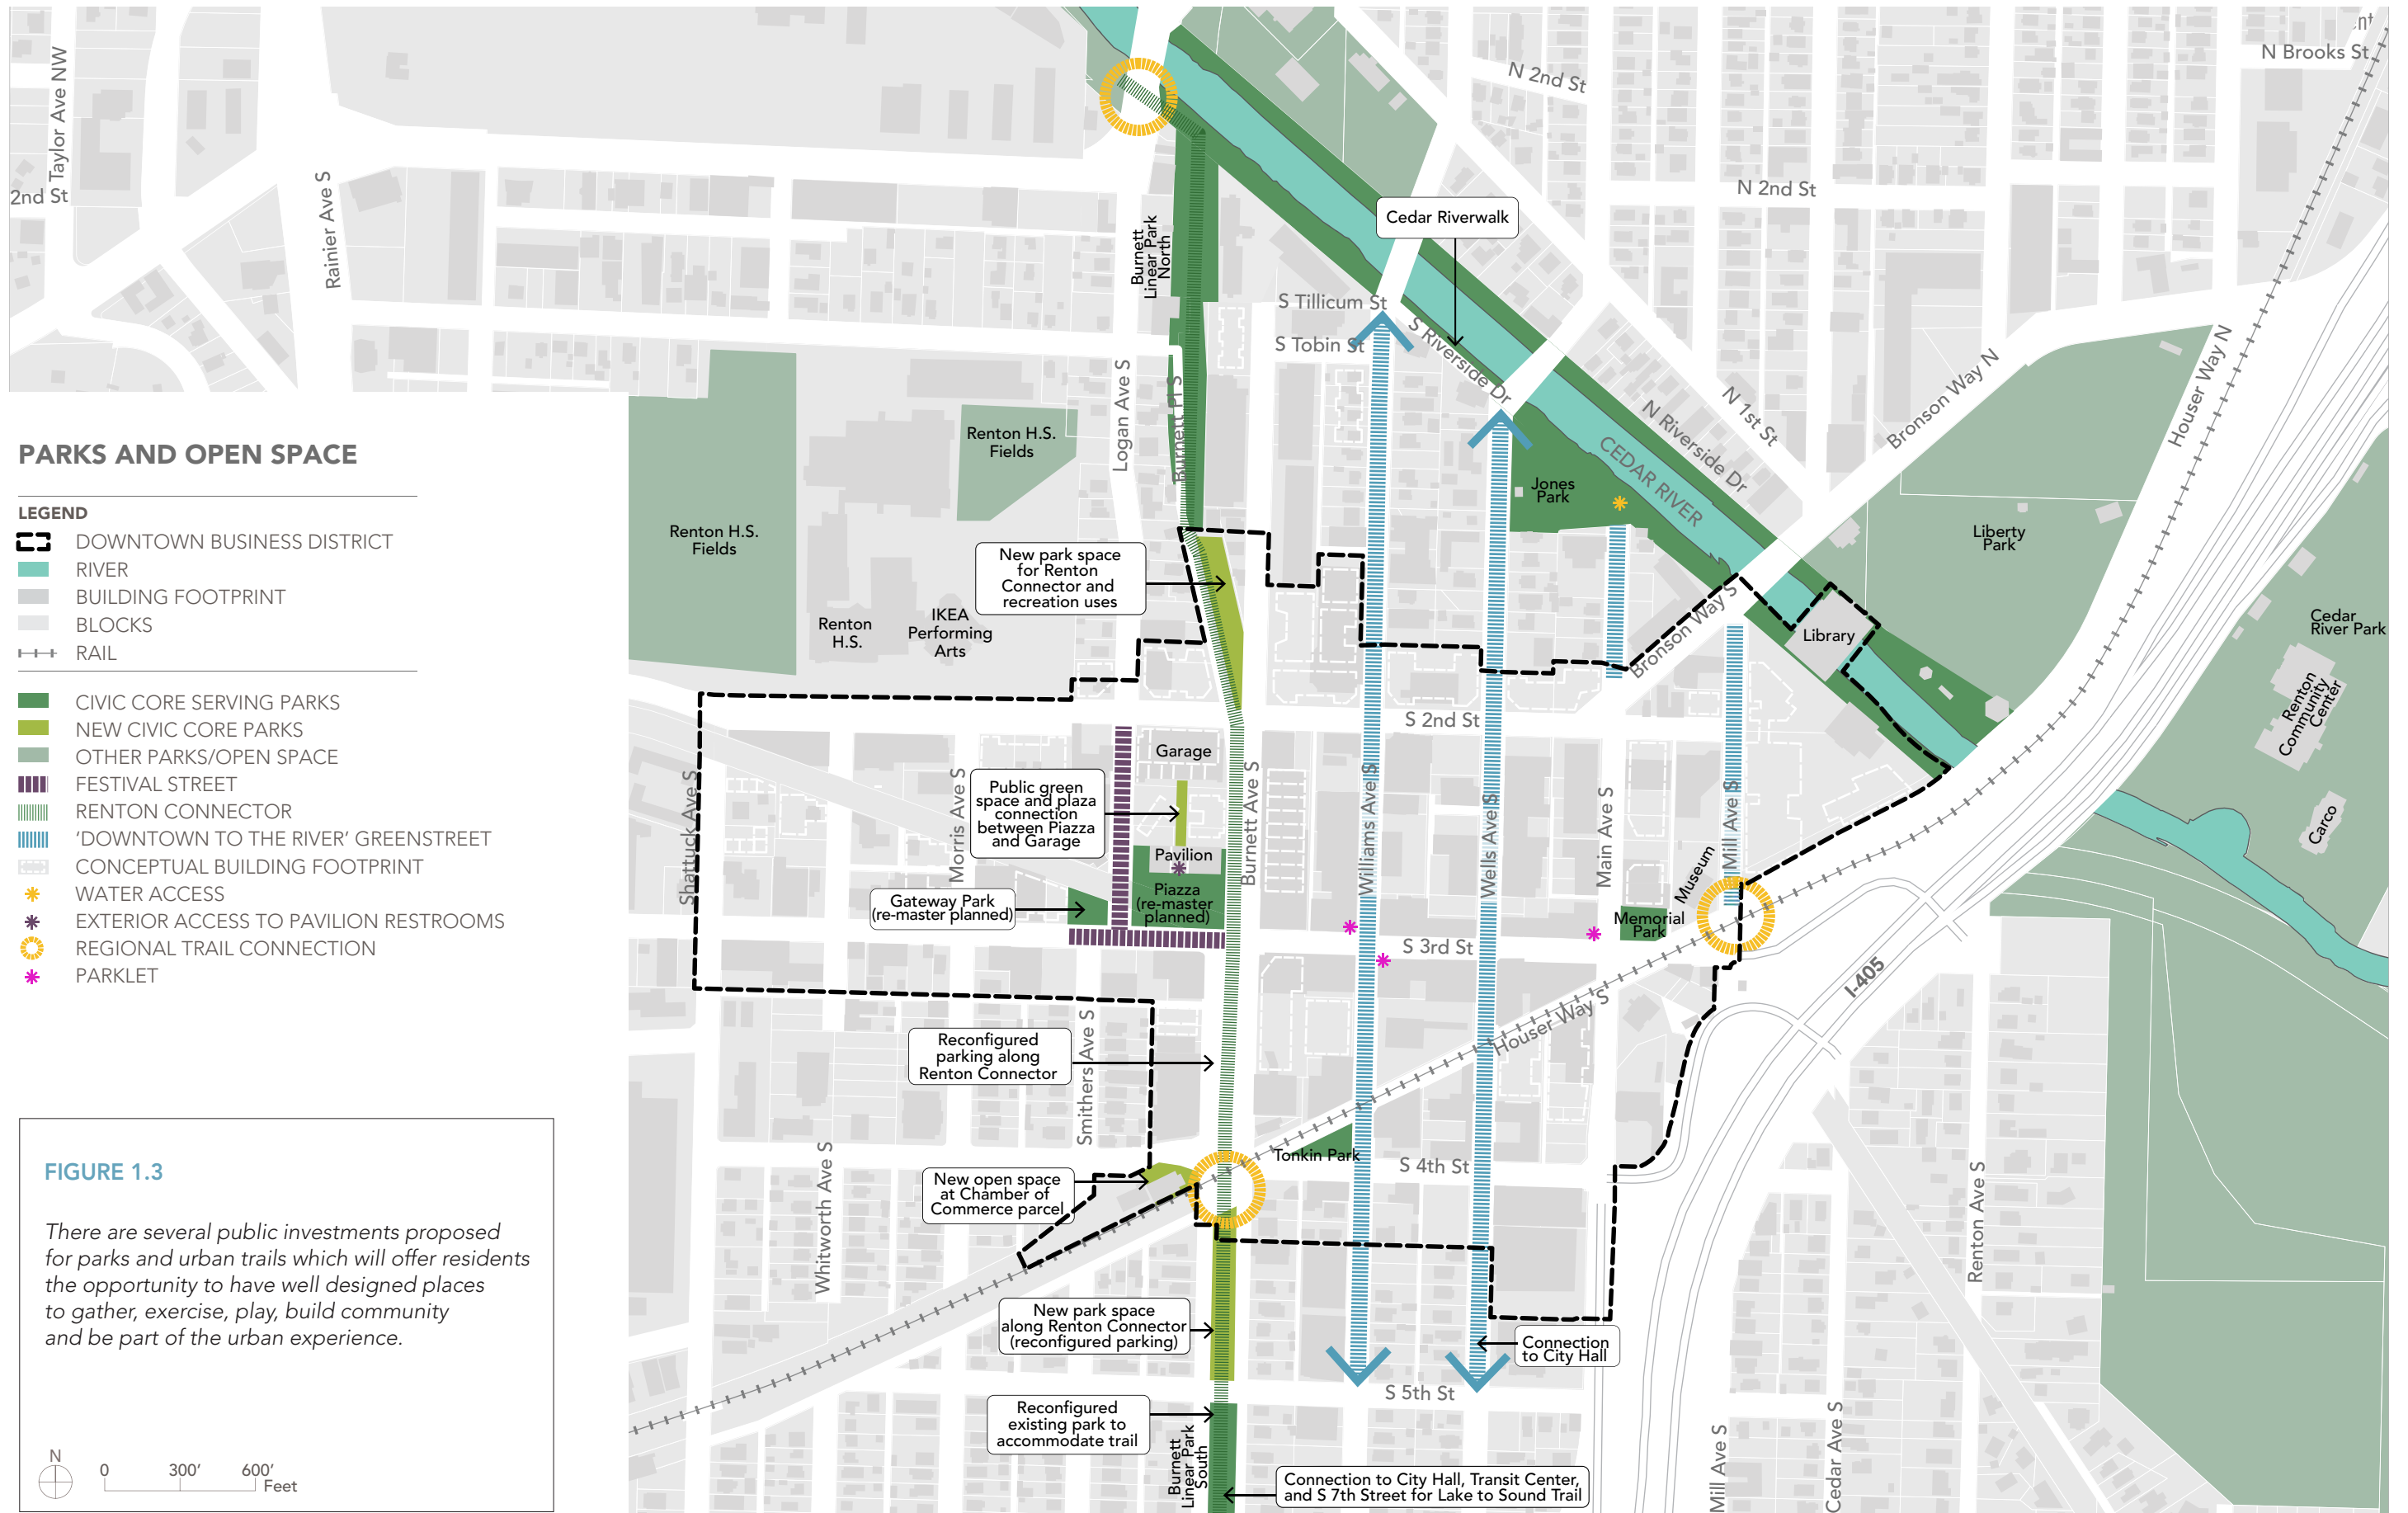 nt
N Brooks St
Taylor Ave NW
N 2nd St
2nd St
Rainier Ave S
N 2nd St
Cedar Riverwalk
Burnett
Linear Park
North
S Tillicum St
S Tobin St
S Riverside Dr
Logan Ave S
Burnett Pl S
N 1st St
N Riverside Dr
CEDAR RIVER
Bronson Way N
Houser Way N
Renton H.S.
Fields
Jones
Park
Renton H.S.
Fields
Liberty
Park
New park space
for Renton
Connector and
recreation uses
Renton
H.S.
IKEA
Performing
Arts
Bronson Way S
Library
Cedar
River Park
Renton
Community
Center
Carco
PARKS AND OPEN SPACE
LEGEND
DOWNTOWN BUSINESS DISTRICT
RIVER
BUILDING FOOTPRINT
BLOCKS
RAIL
CIVIC CORE SERVING PARKS
NEW CIVIC CORE PARKS
OTHER PARKS/OPEN SPACE
FESTIVAL STREET
RENTON CONNECTOR
‘DOWNTOWN TO THE RIVER’ GREENSTREET
CONCEPTUAL BUILDING FOOTPRINT
WATER ACCESS
EXTERIOR ACCESS TO PAVILION RESTROOMS
REGIONAL TRAIL CONNECTION
PARKLET
S 2nd St
Garage
Public green
space and plaza
connection
between Piazza
and Garage
Shattuck Ave S
Morris Ave S
Burnett Ave S
Williams Ave S
Wells Ave S
Main Ave S
Mill Ave S
Museum
Pavilion
Piazza
(re-master
planned)
Gateway Park
(re-master planned)
Memorial
Park
S 3rd St
I-405
Houser Way S
Reconfigured
parking along
Renton Connector
Smithers Ave S
Whitworth Ave S
Tonkin Park
S 4th St
New open space
at Chamber of
Commerce parcel
Renton Ave S
New park space
along Renton Connector
(reconfigured parking)
Connection
to City Hall
S 5th St
Reconfigured
existing park to
accommodate trail
Burnett
Linear Park
South
Connection to City Hall, Transit Center,
and S 7th Street for Lake to Sound Trail
Mill Ave S
Cedar Ave S
FIGURE 1.3
There are several public investments proposed
for parks and urban trails which will offer residents
the opportunity to have well designed places
to gather, exercise, play, build community
and be part of the urban experience.
N
0 300’ 600’
Feet